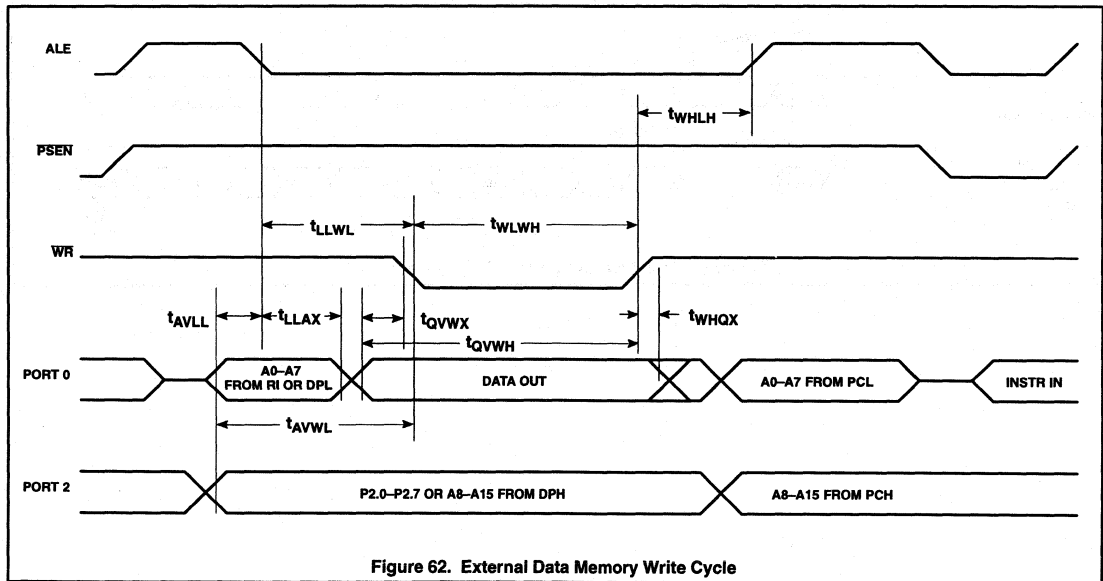 ALE
tWHLH
PSEN
tLLWL
tWLWH
WR
tAVLL
tLLAX
tQVWX
tWHQX
tQVWH
PORT 0
A0–A7
FROM RI OR DPL
DATA OUT
A0–A7 FROM PCL
INSTR IN
tAVWL
PORT 2
P2.0–P2.7 OR A8–A15 FROM DPH
A8–A15 FROM PCH
Figure 62. External Data Memory Write Cycle